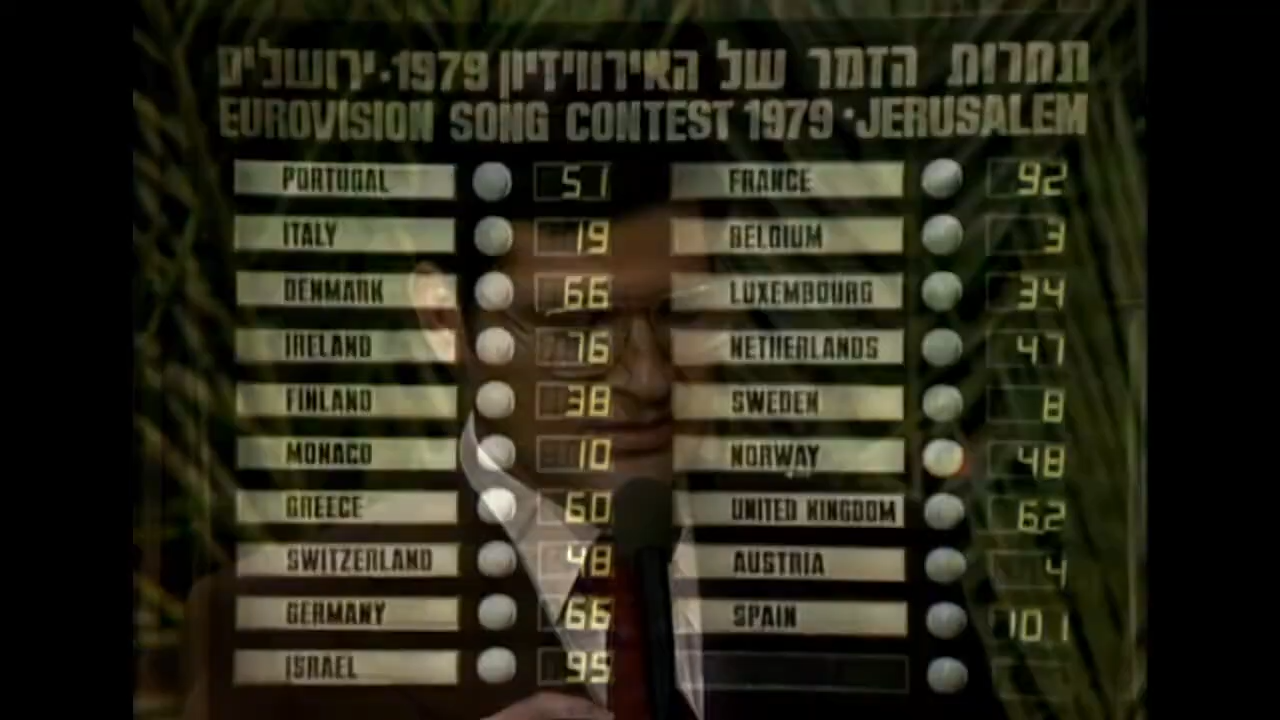 תחרות הזמר של האירוויזיון 1979 · ירושלים
EUROVISION SONG CONTEST 1979 · JERUSALEM
PORTUGAL 51
ITALY 19
DENMARK 66
IRELAND 76
FINLAND 38
MONACO 10
GREECE 60
SWITZERLAND 48
GERMANY 66
ISRAEL 95
FRANCE 92
BELGIUM 3
LUXEMBOURG 34
NETHERLANDS 47
SWEDEN 8
NORWAY 48
UNITED KINGDOM 62
AUSTRIA 4
SPAIN 101